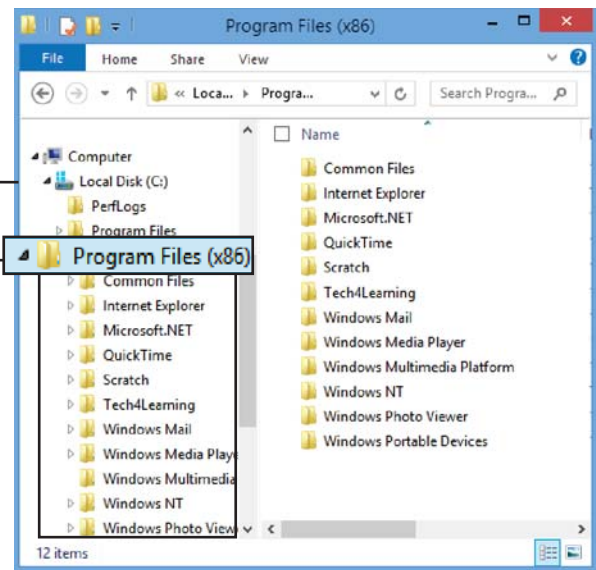 Program Files (x86)
File Home Share View
« Loca... Progra... Search Progra...
Computer
Local Disk (C:)
PerfLogs
Program Files
Program Files (x86)
Common Files
Internet Explorer
Microsoft.NET
QuickTime
Scratch
Tech4Learning
Windows Mail
Windows Media Playe
Windows Multimedia
Windows NT
Windows Photo View
Name
Common Files
Internet Explorer
Microsoft.NET
QuickTime
Scratch
Tech4Learning
Windows Mail
Windows Media Player
Windows Multimedia Platform
Windows NT
Windows Photo Viewer
Windows Portable Devices
12 items